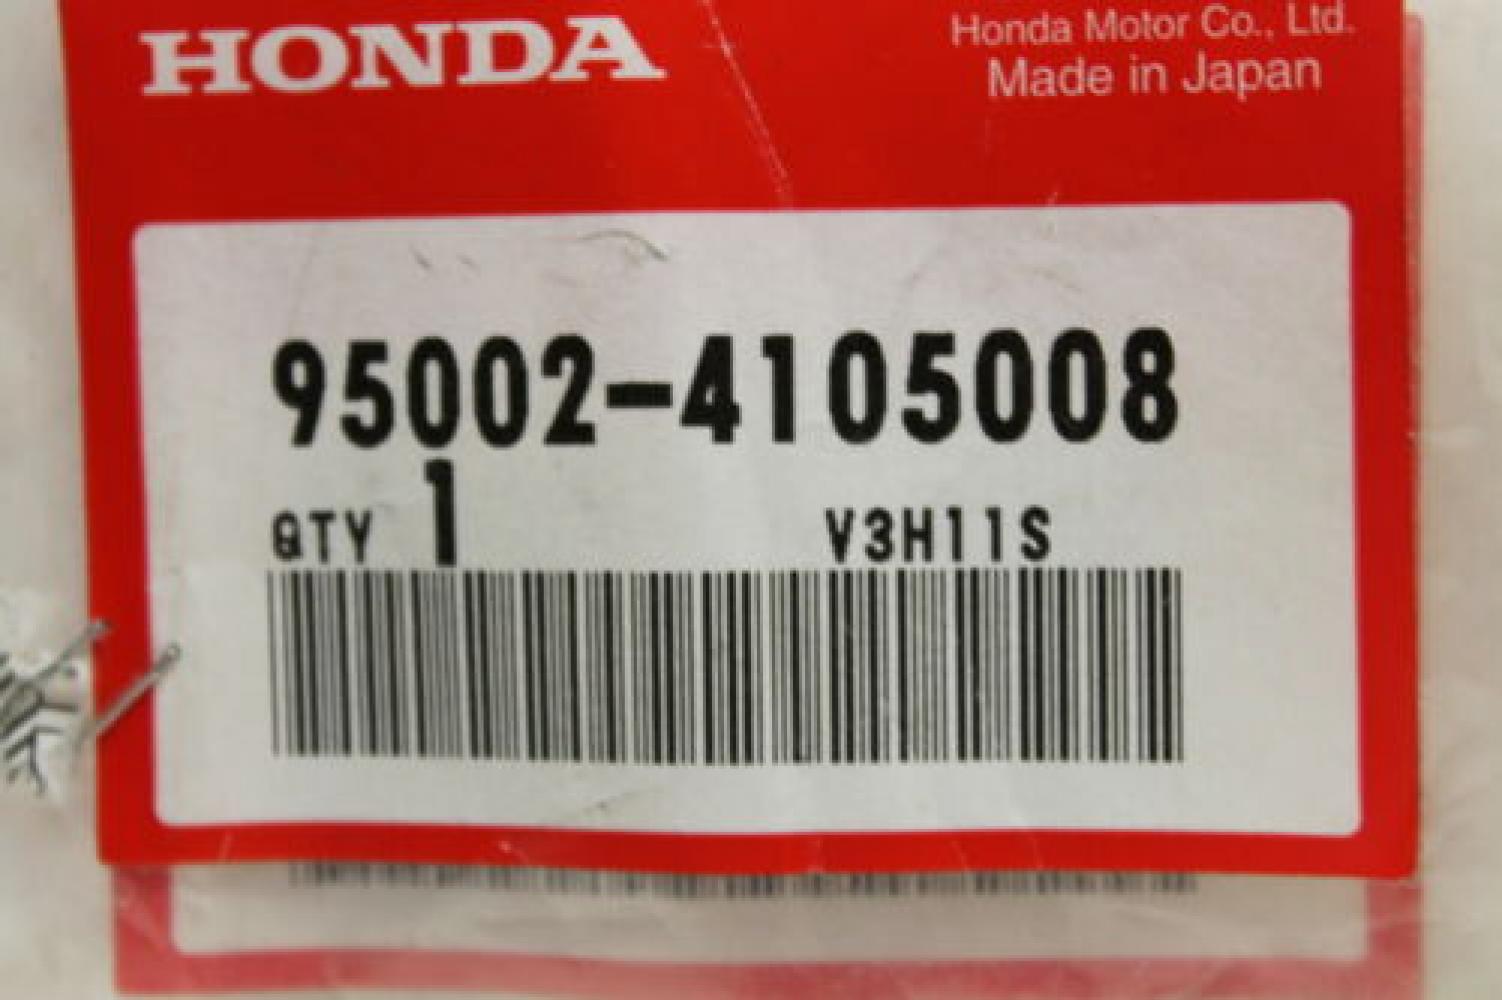 HONDA
Honda Motor Co., Ltd.
Made in Japan
95002-4105008
QTY 1 V3H11S